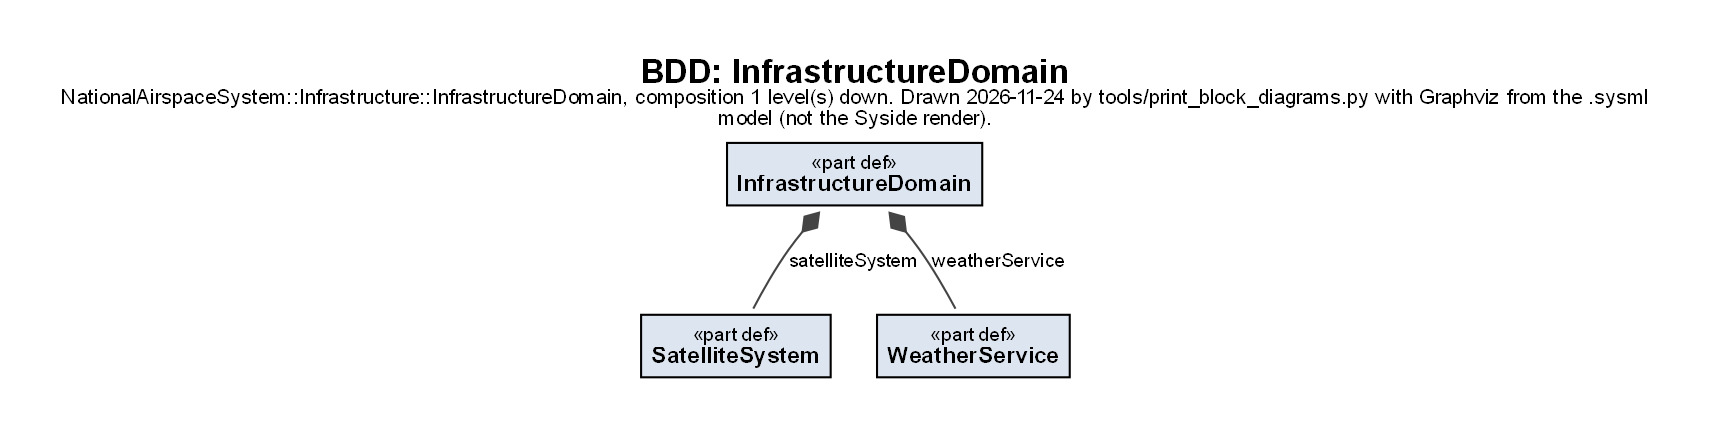 BDD: InfrastructureDomain
NationalAirspaceSystem::Infrastructure::InfrastructureDomain, composition 1 level(s) down. Drawn 2026-11-24 by tools/print_block_diagrams.py with Graphviz from the .sysml
model (not the Syside render).
«part def»
InfrastructureDomain
satelliteSystem
weatherService
«part def»
SatelliteSystem
«part def»
WeatherService